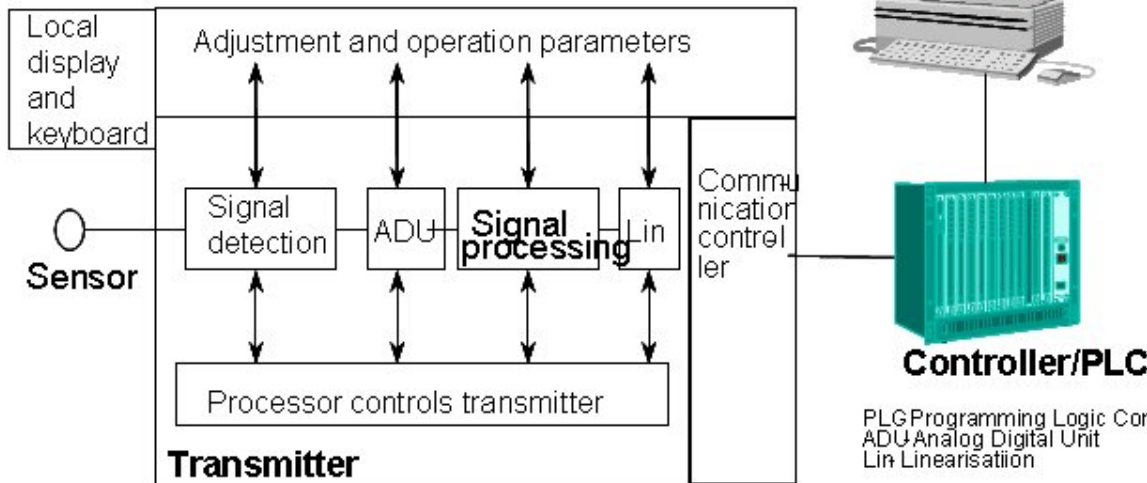 Local
display
and
keyboard
Adjustment and operation parameters
Signal
detection
ADU
Signal
processing
Lin
Commu
nication
control
ler
Sensor
Processor controls transmitter
Transmitter
Controller/PLC
PLG Programming Logic Con
ADU-Analog Digital Unit
Lin- Linearisatiion